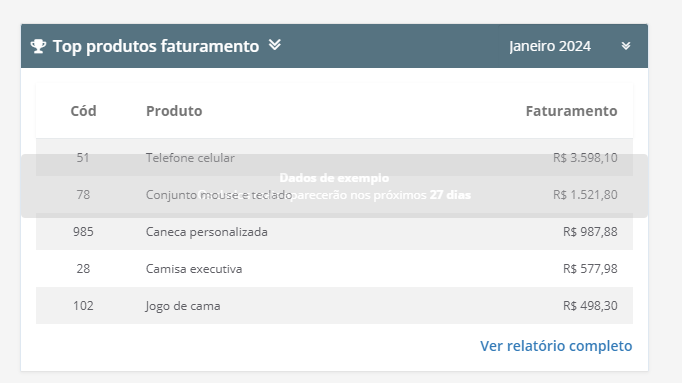 Top produtos faturamento
Janeiro 2024
Cód Produto Faturamento
51 Telefone celular R$ 3.598,10
Dados de exemplo
78 Conjunto mouse e teclado R$ 1.521,80
aparecerão nos próximos 27 dias
985 Caneca personalizada R$ 987,88
28 Camisa executiva R$ 577,98
102 Jogo de cama R$ 498,30
Ver relatório completo